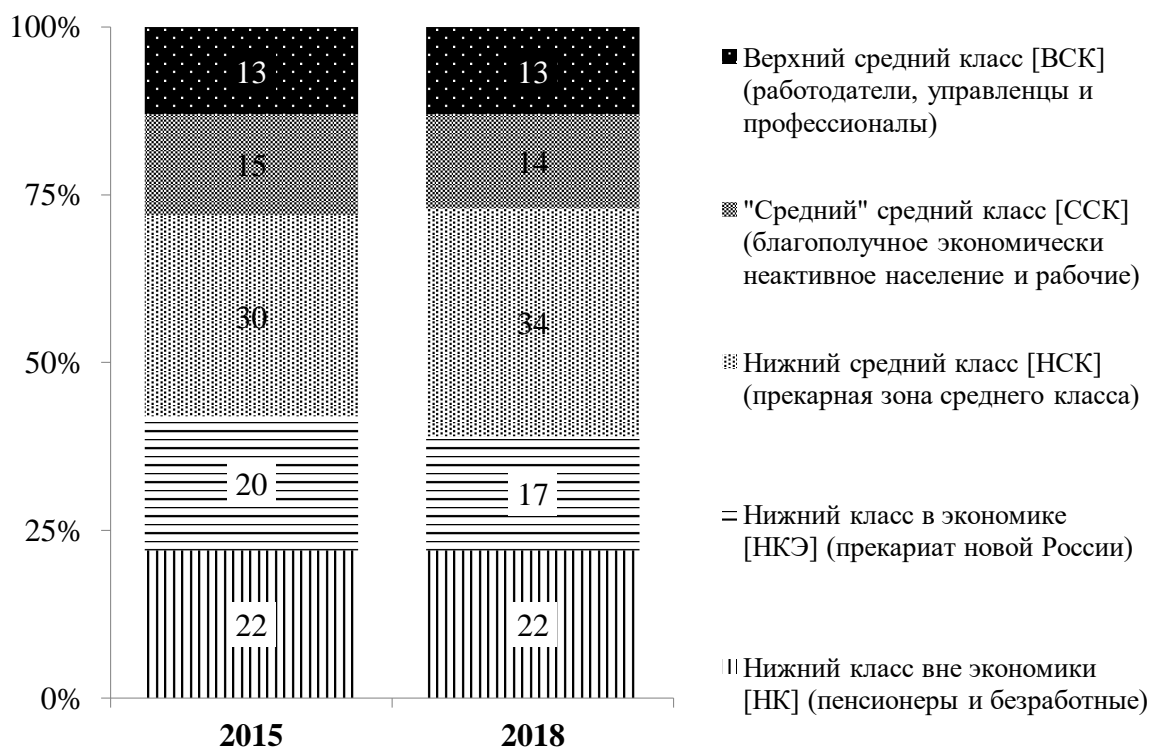 100%
75%
50%
25%
0%
13
15
30
20
22
13
14
34
17
22
2015
2018
Верхний средний класс [ВСК]
(работодатели, управленцы и
профессионалы)
"Средний" средний класс [ССК]
(благополучное экономически
неактивное население и рабочие)
Нижний средний класс [НСК]
(прекарная зона среднего класса)
Нижний класс в экономике
[НКЭ] (прекариат новой России)
Нижний класс вне экономики
[НК] (пенсионеры и безработные)